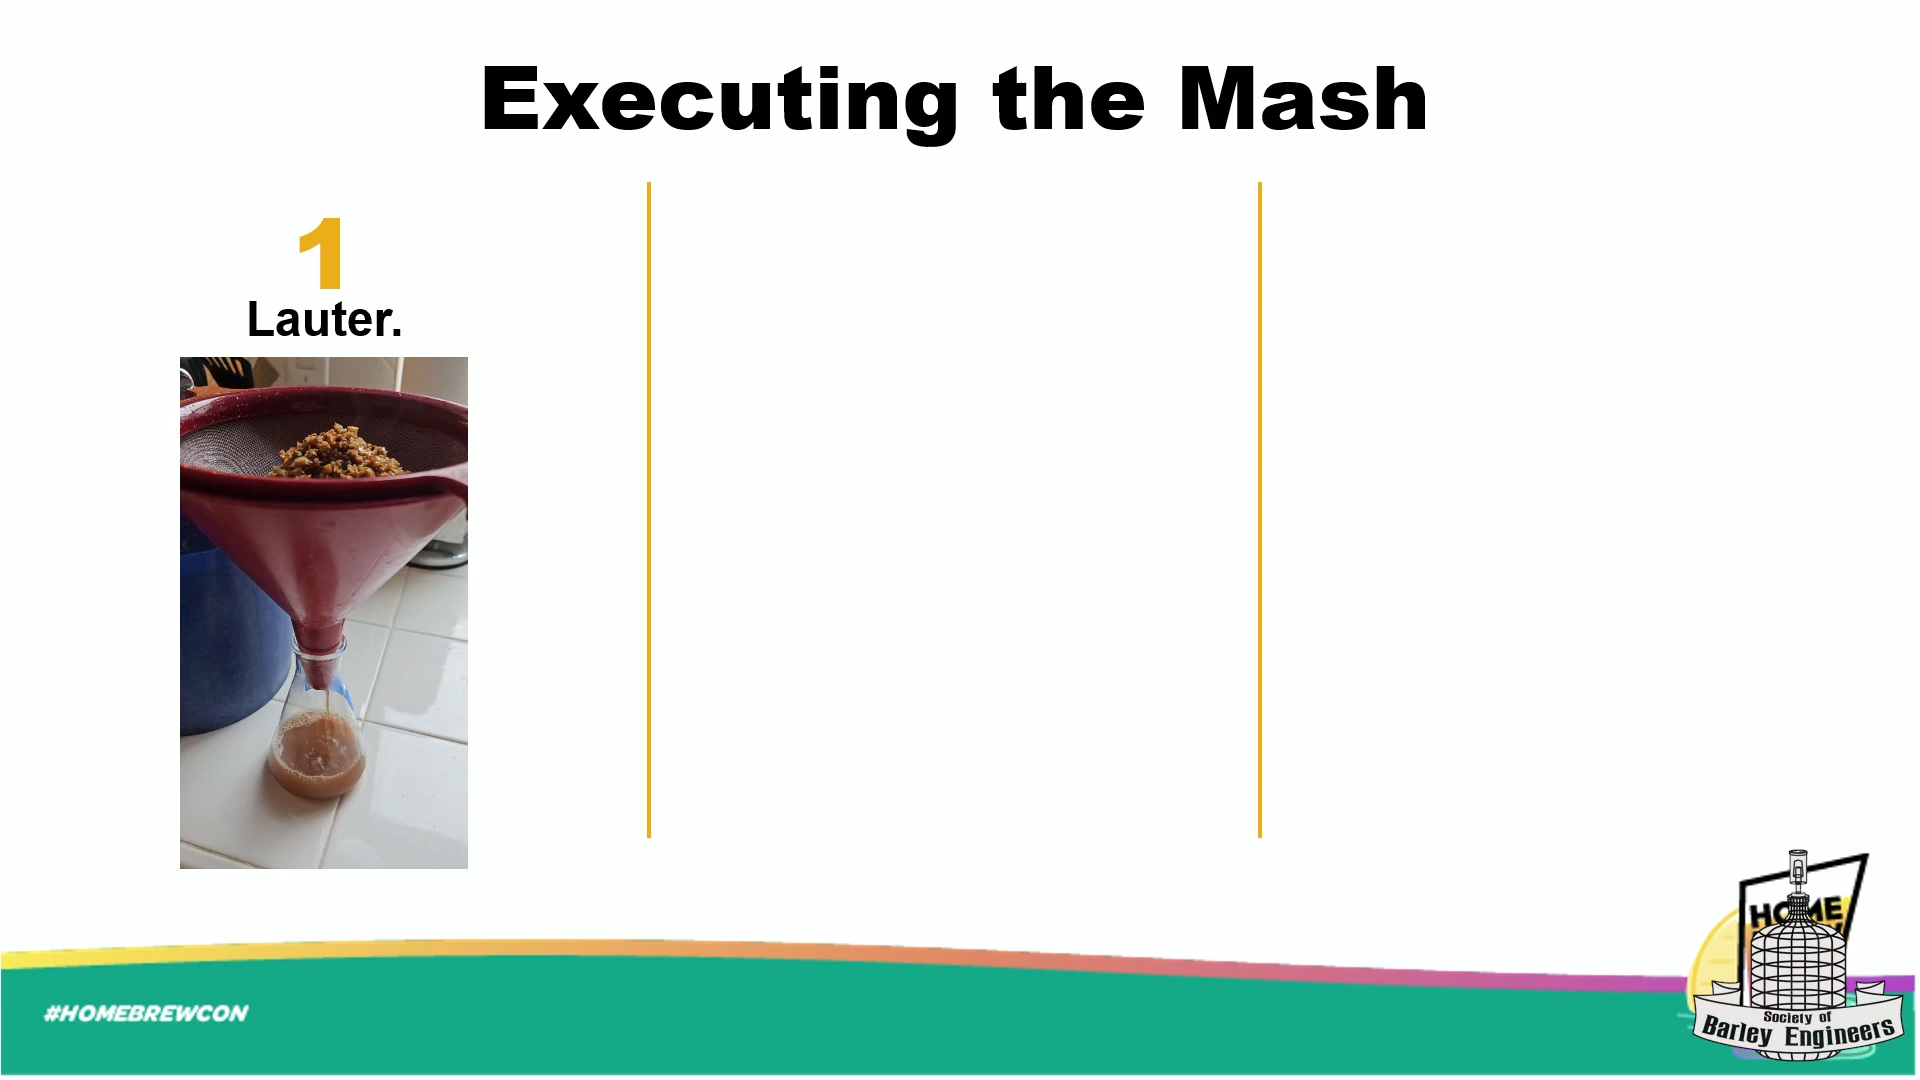 Executing the Mash
1
Lauter.
#HOMEBREWCON
HOME
Society of
Barley Engineers